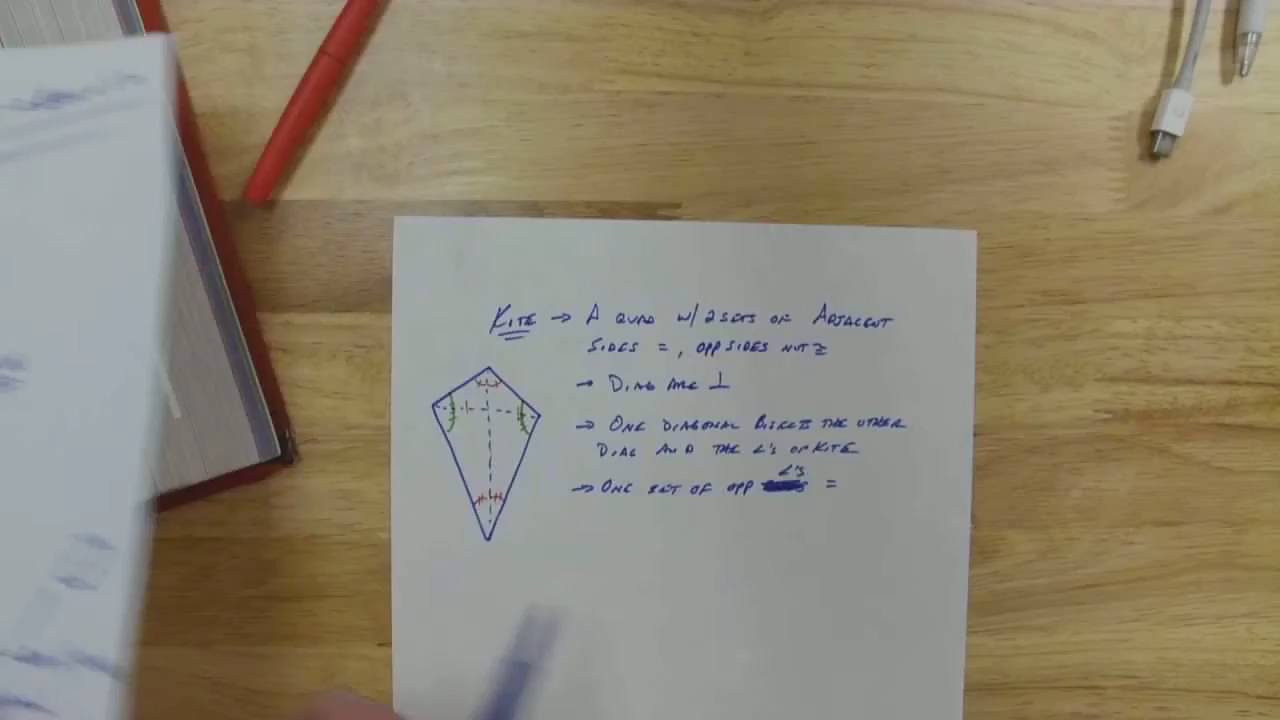 KITE → A QUAD W/ 2 SETS OF ADJACENT
SIDES =, OPP SIDES NOT ≅
→ DIAG ARE ⊥
→ ONE DIAGONAL BISECTS THE OTHER
DIAG AND THE ∠'S OF KITE
∠'S
→ ONE SET OF OPP =